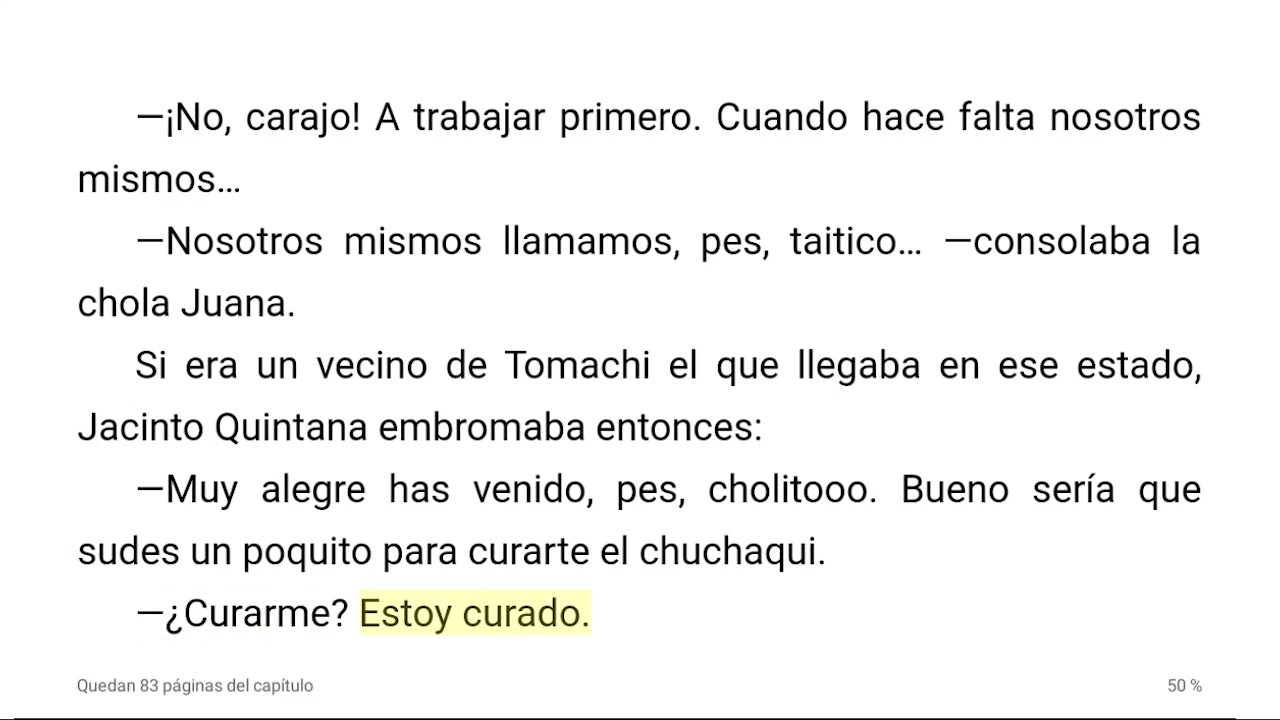 —¡No, carajo! A trabajar primero. Cuando hace falta nosotros
mismos…
—Nosotros mismos llamamos, pes, taitico… —consolaba la
chola Juana.
Si era un vecino de Tomachi el que llegaba en ese estado,
Jacinto Quintana embromaba entonces:
—Muy alegre has venido, pes, cholitooo. Bueno sería que
sudes un poquito para curarte el chuchaqui.
—¿Curarme? Estoy curado.
Quedan 83 páginas del capítulo
50 %